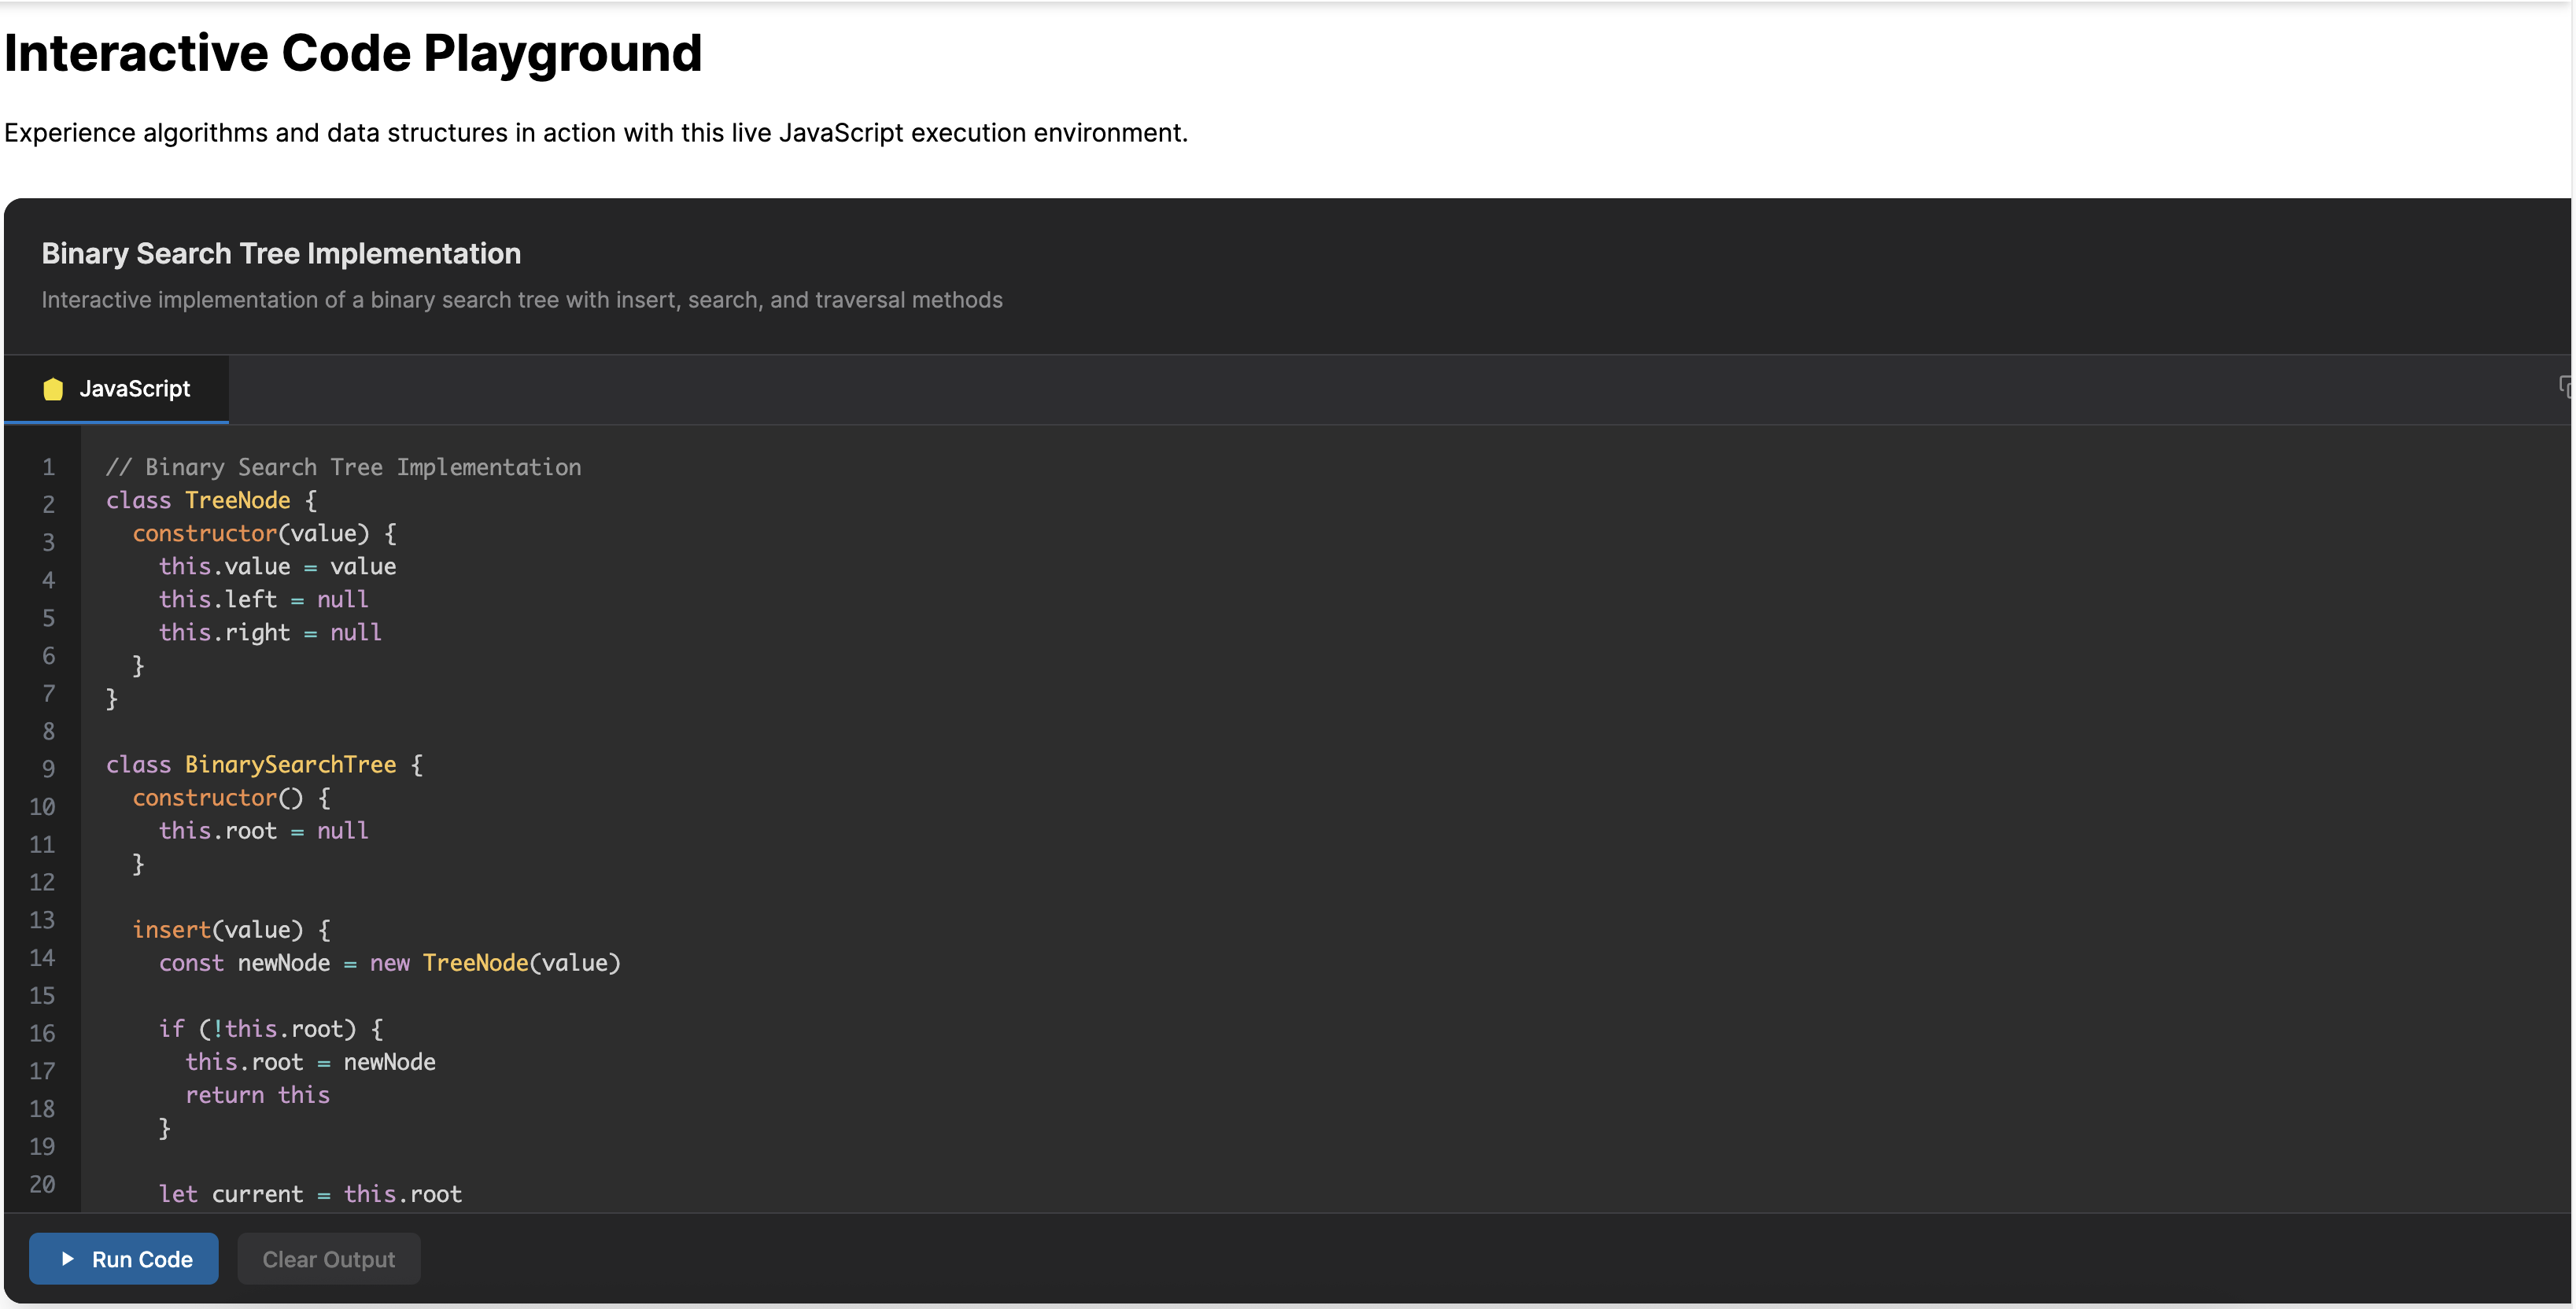 Interactive Code Playground
Experience algorithms and data structures in action with this live JavaScript execution environment.
Binary Search Tree Implementation
Interactive implementation of a binary search tree with insert, search, and traversal methods
JavaScript
1 // Binary Search Tree Implementation
2 class TreeNode {
3   constructor(value) {
4     this.value = value
5     this.left = null
6     this.right = null
7   }
8 }
9 class BinarySearchTree {
10   constructor() {
11     this.root = null
12   }
13   insert(value) {
14     const newNode = new TreeNode(value)
15
16     if (!this.root) {
17       this.root = newNode
18       return this
19     }
20     let current = this.root
Run Code
Clear Output